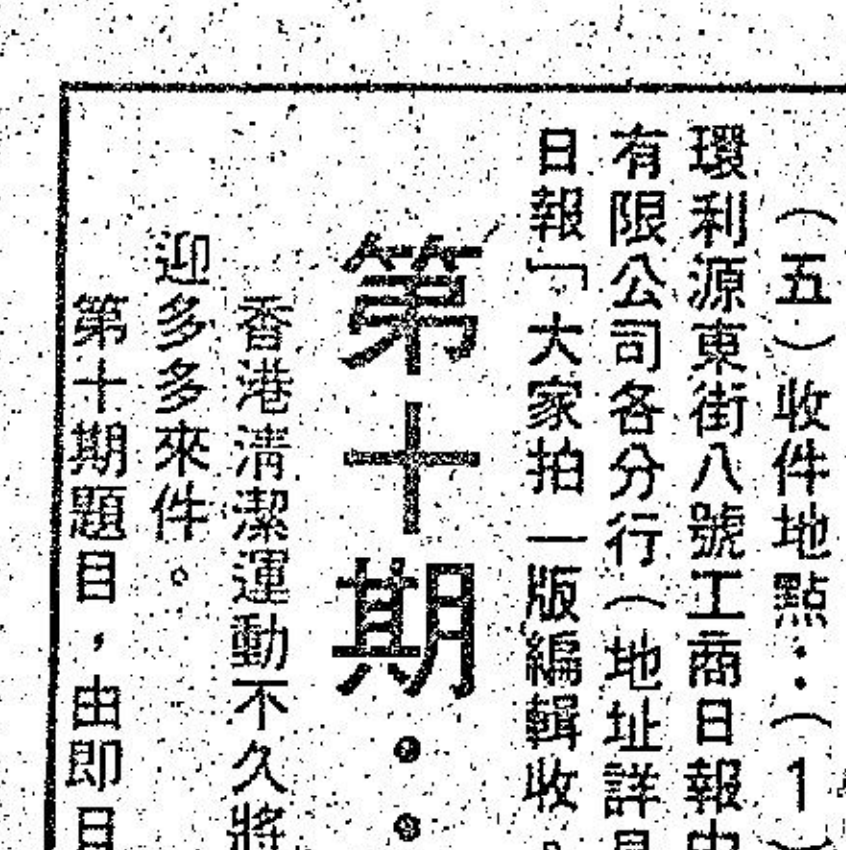 （五）收件地點：（1）
環利源東街八號工商日報
有限公司各分行（地址詳
日報「大家拍」版編輯收。
第十期：
香港清潔運動不久將
迎多多來件。
第十期題目，由即日